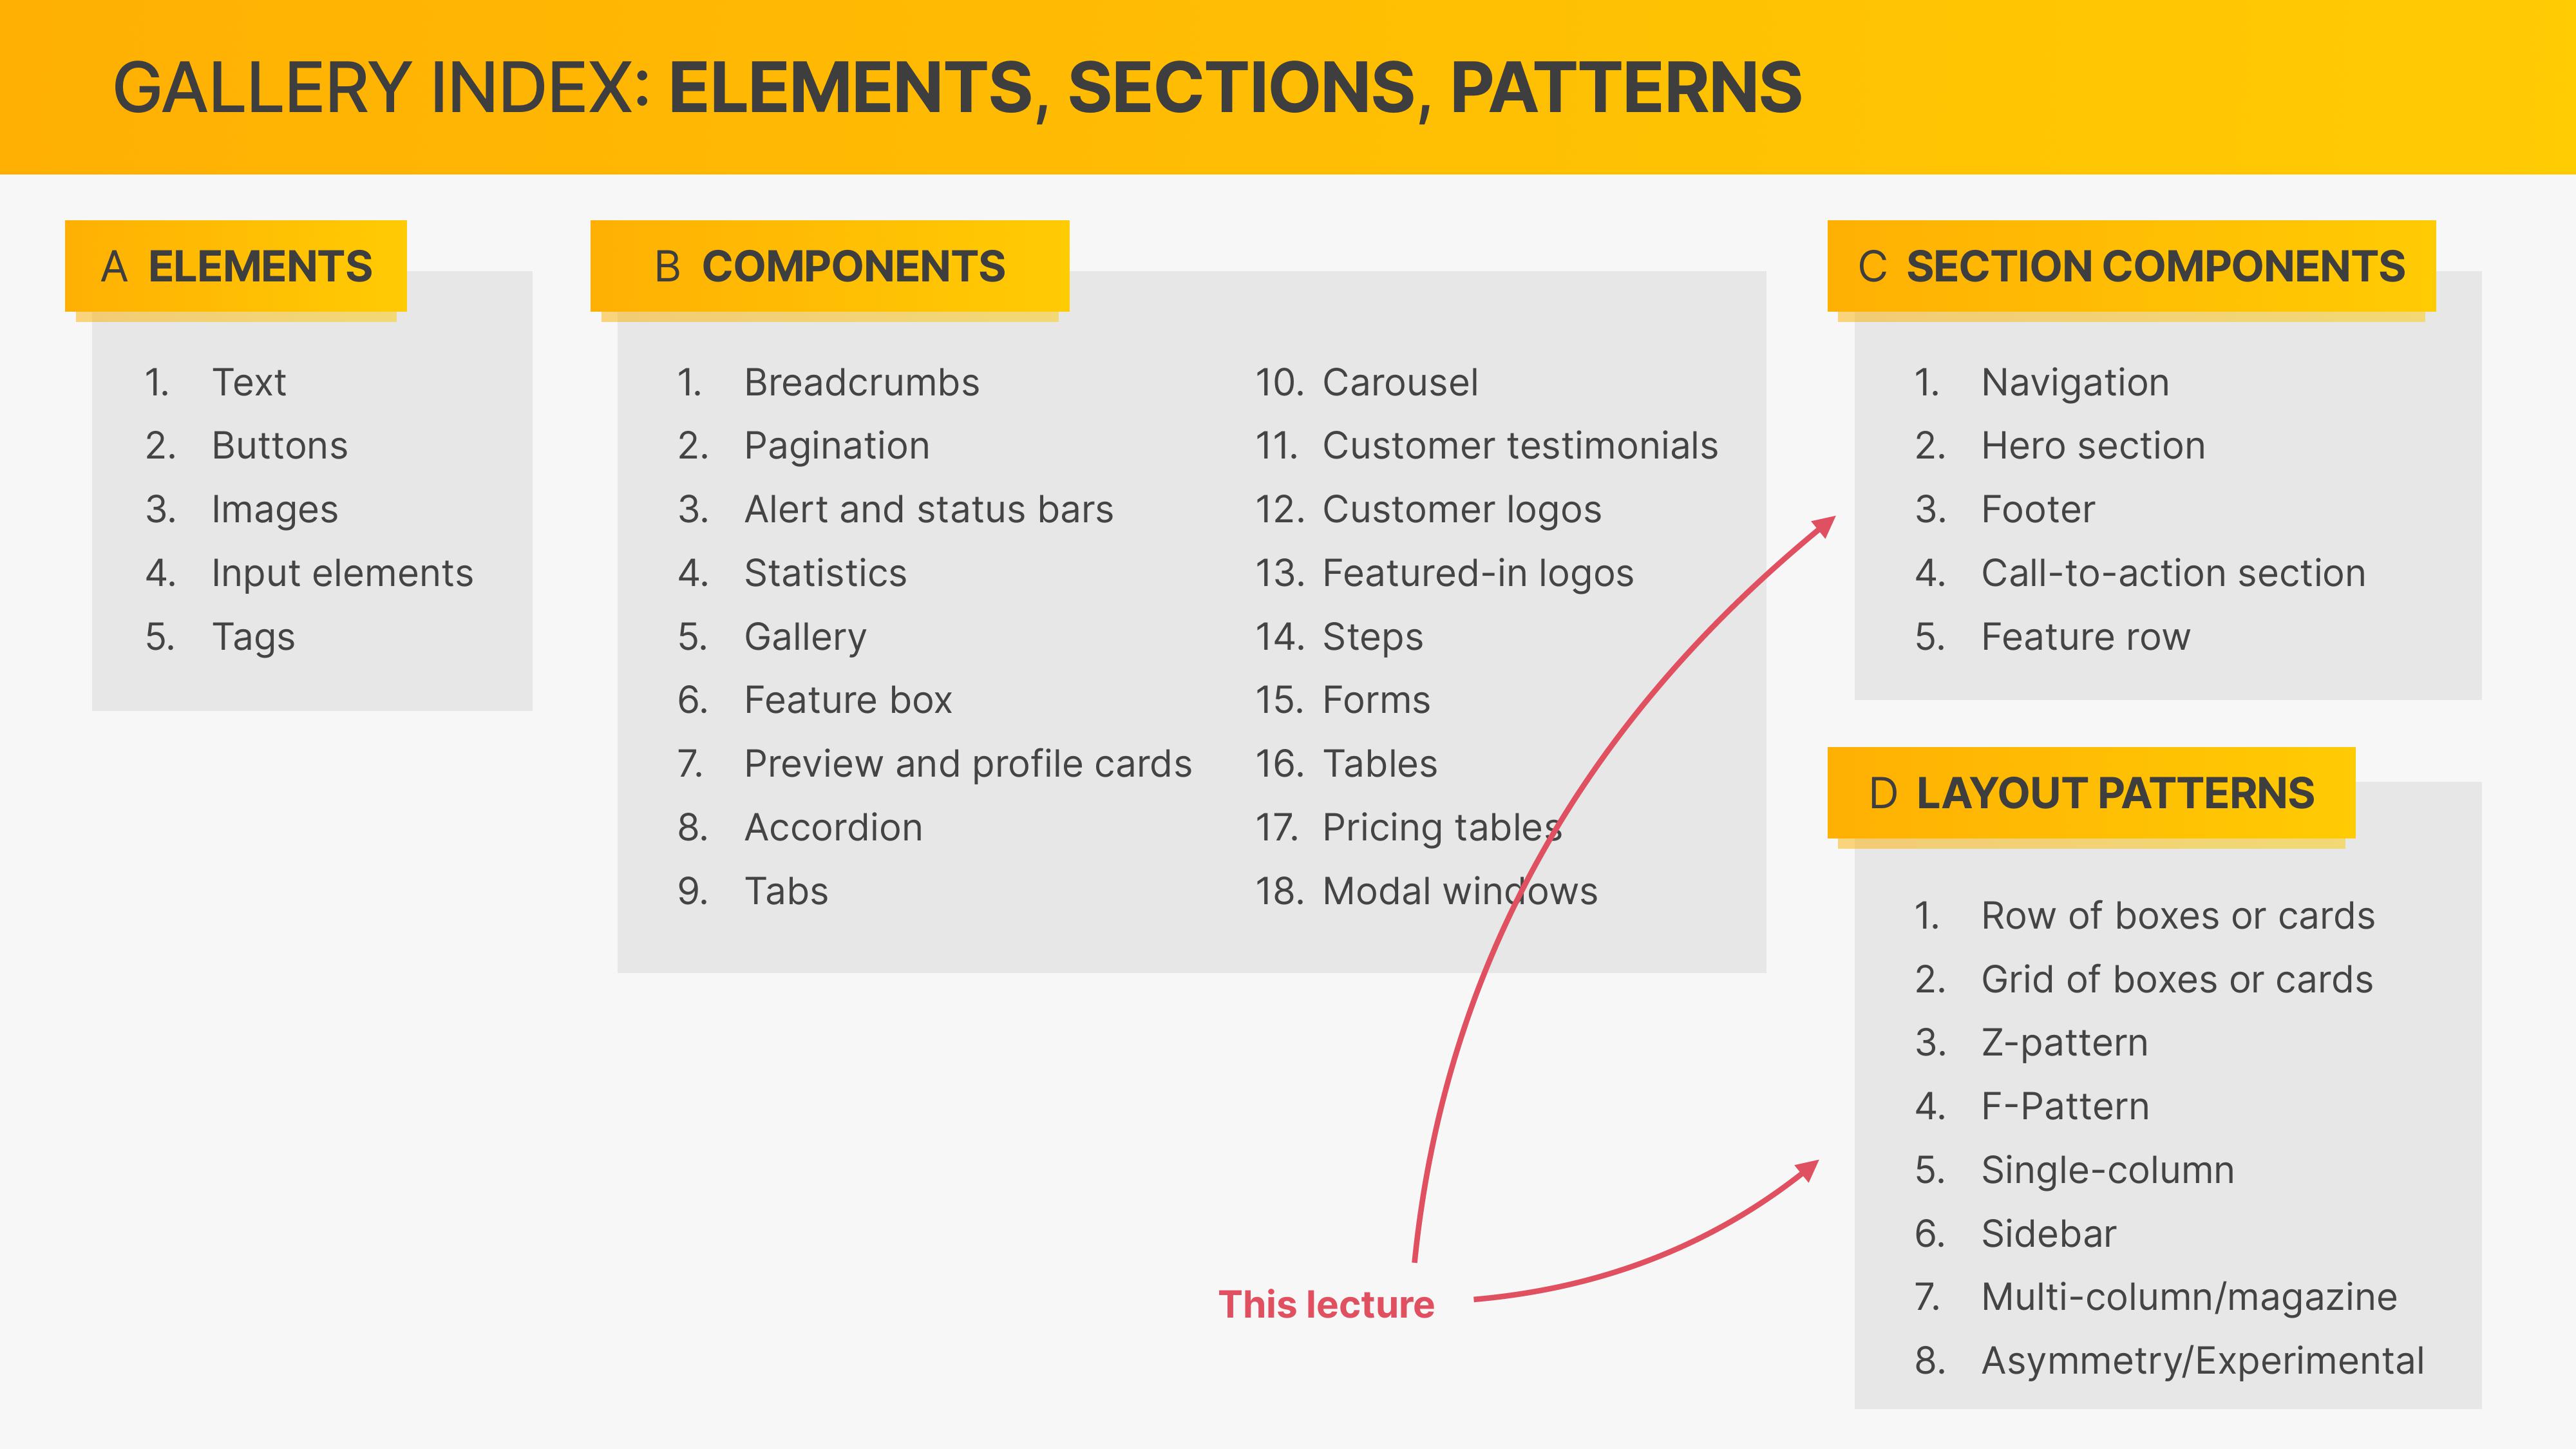 GALLERY INDEX: ELEMENTS, SECTIONS, PATTERNS
A ELEMENTS
1. Text
2. Buttons
3. Images
4. Input elements
5. Tags
B COMPONENTS
1. Breadcrumbs
2. Pagination
3. Alert and status bars
4. Statistics
5. Gallery
6. Feature box
7. Preview and profile cards
8. Accordion
9. Tabs
10. Carousel
11. Customer testimonials
12. Customer logos
13. Featured-in logos
14. Steps
15. Forms
16. Tables
17. Pricing tables
18. Modal windows
C SECTION COMPONENTS
1. Navigation
2. Hero section
3. Footer
4. Call-to-action section
5. Feature row
D LAYOUT PATTERNS
1. Row of boxes or cards
2. Grid of boxes or cards
3. Z-pattern
4. F-Pattern
5. Single-column
6. Sidebar
7. Multi-column/magazine
8. Asymmetry/Experimental
This lecture